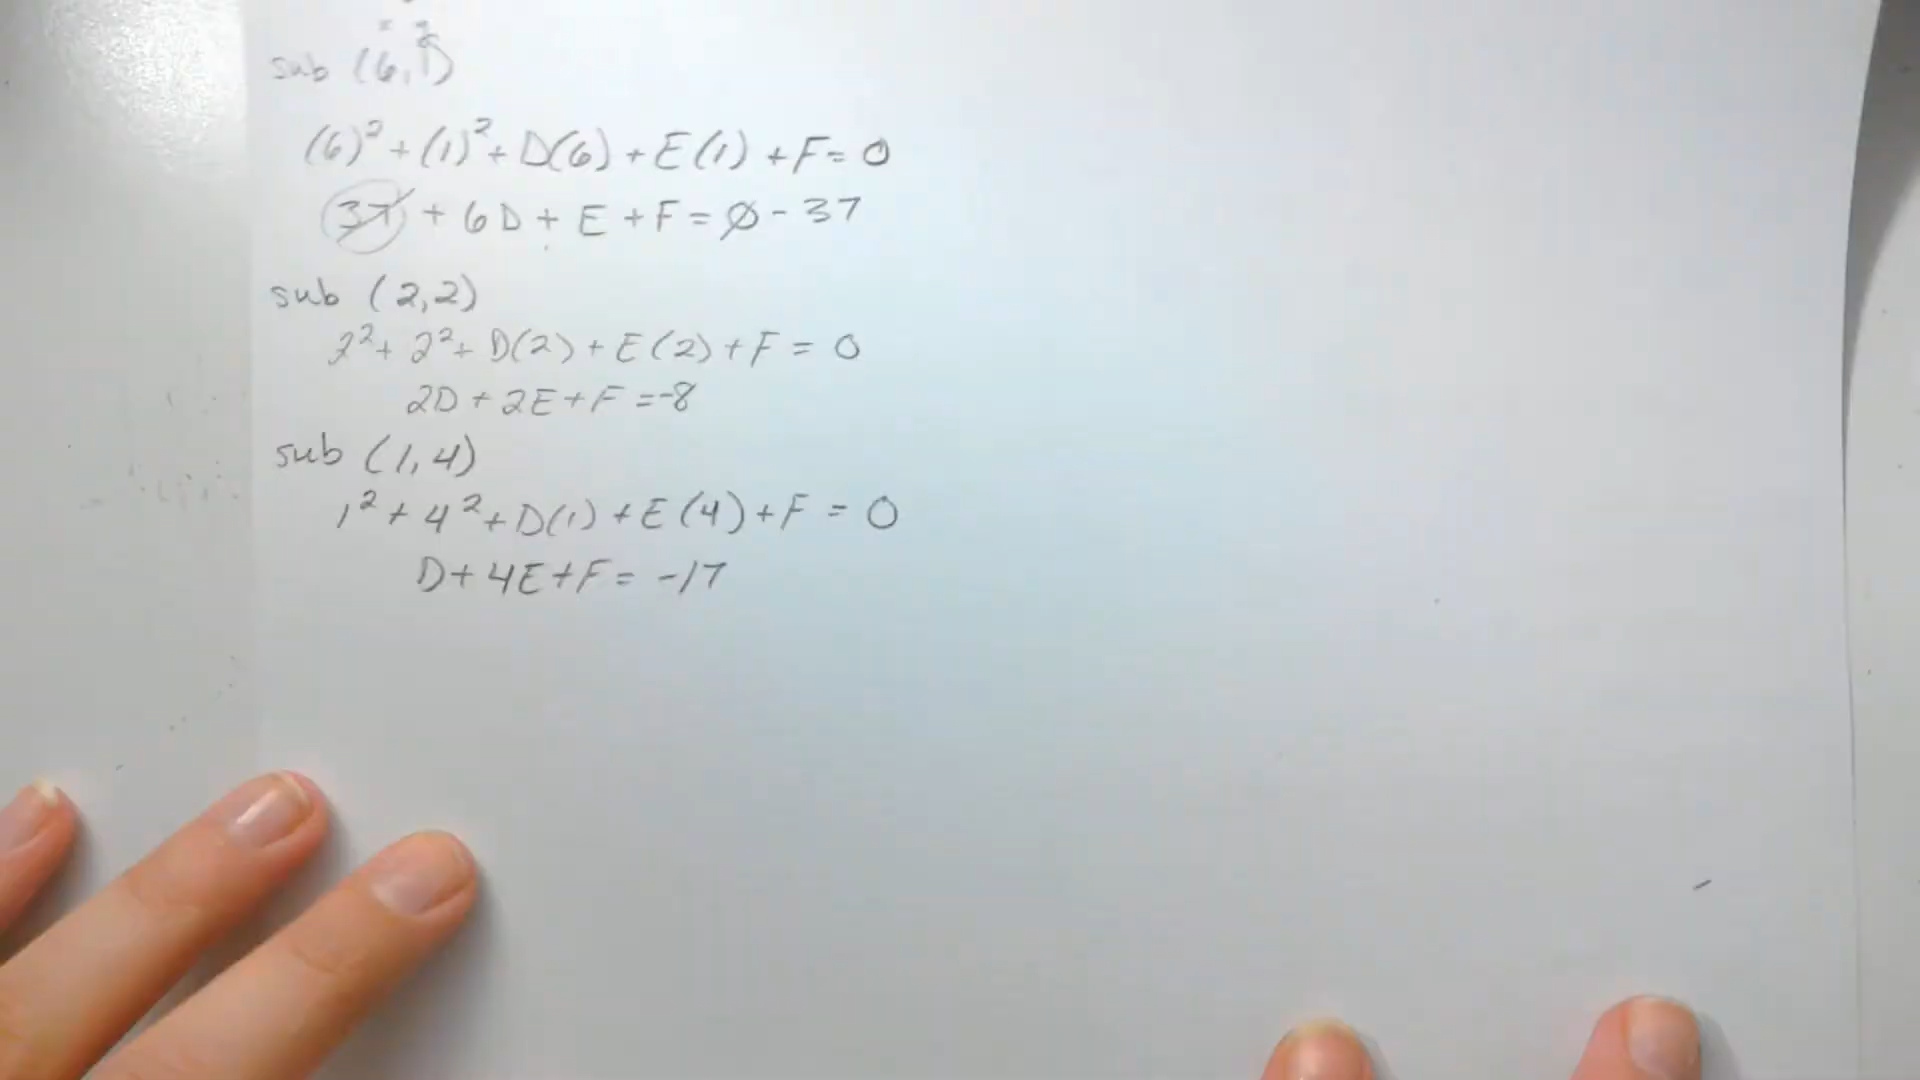 x y
sub (6,1)
(6)² + (1)² + D(6) + E(1) + F = 0
37 + 6D + E + F = 0 - 37
sub (2,2)
2² + 2² + D(2) + E(2) + F = 0
2D + 2E + F = -8
sub (1,4)
1² + 4² + D(1) + E(4) + F = 0
D + 4E + F = -17